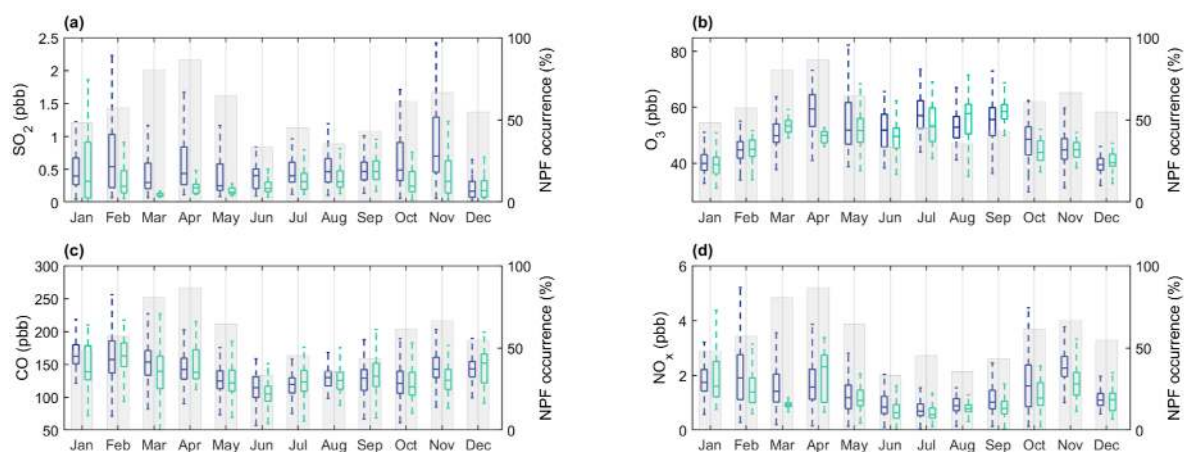 (a)
2.5
2
1.5
1
0.5
0
SO2 (pbb)
100
50
0
NPF occurrence (%)
Jan Feb Mar Apr May Jun Jul Aug Sep Oct Nov Dec
(b)
80
60
40
O3 (pbb)
100
50
0
NPF occurrence (%)
Jan Feb Mar Apr May Jun Jul Aug Sep Oct Nov Dec
(c)
300
250
200
150
100
50
CO (pbb)
100
50
0
NPF occurrence (%)
Jan Feb Mar Apr May Jun Jul Aug Sep Oct Nov Dec
(d)
6
4
2
0
NOx (pbb)
100
50
0
NPF occurrence (%)
Jan Feb Mar Apr May Jun Jul Aug Sep Oct Nov Dec